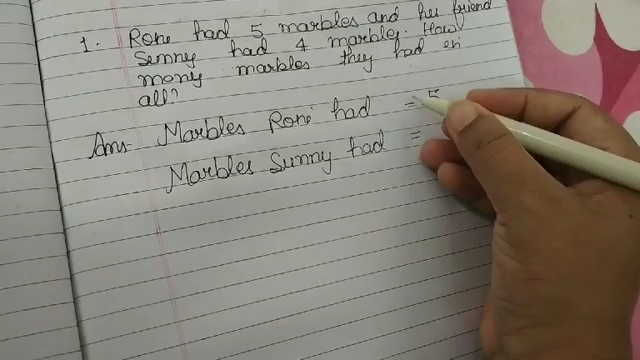 1. Roni had 5 marbles and her friend
Sunny had 4 marbles. How
many marbles they had in
all?
Ans- Marbles Roni had = 5
Marbles Sunny had =